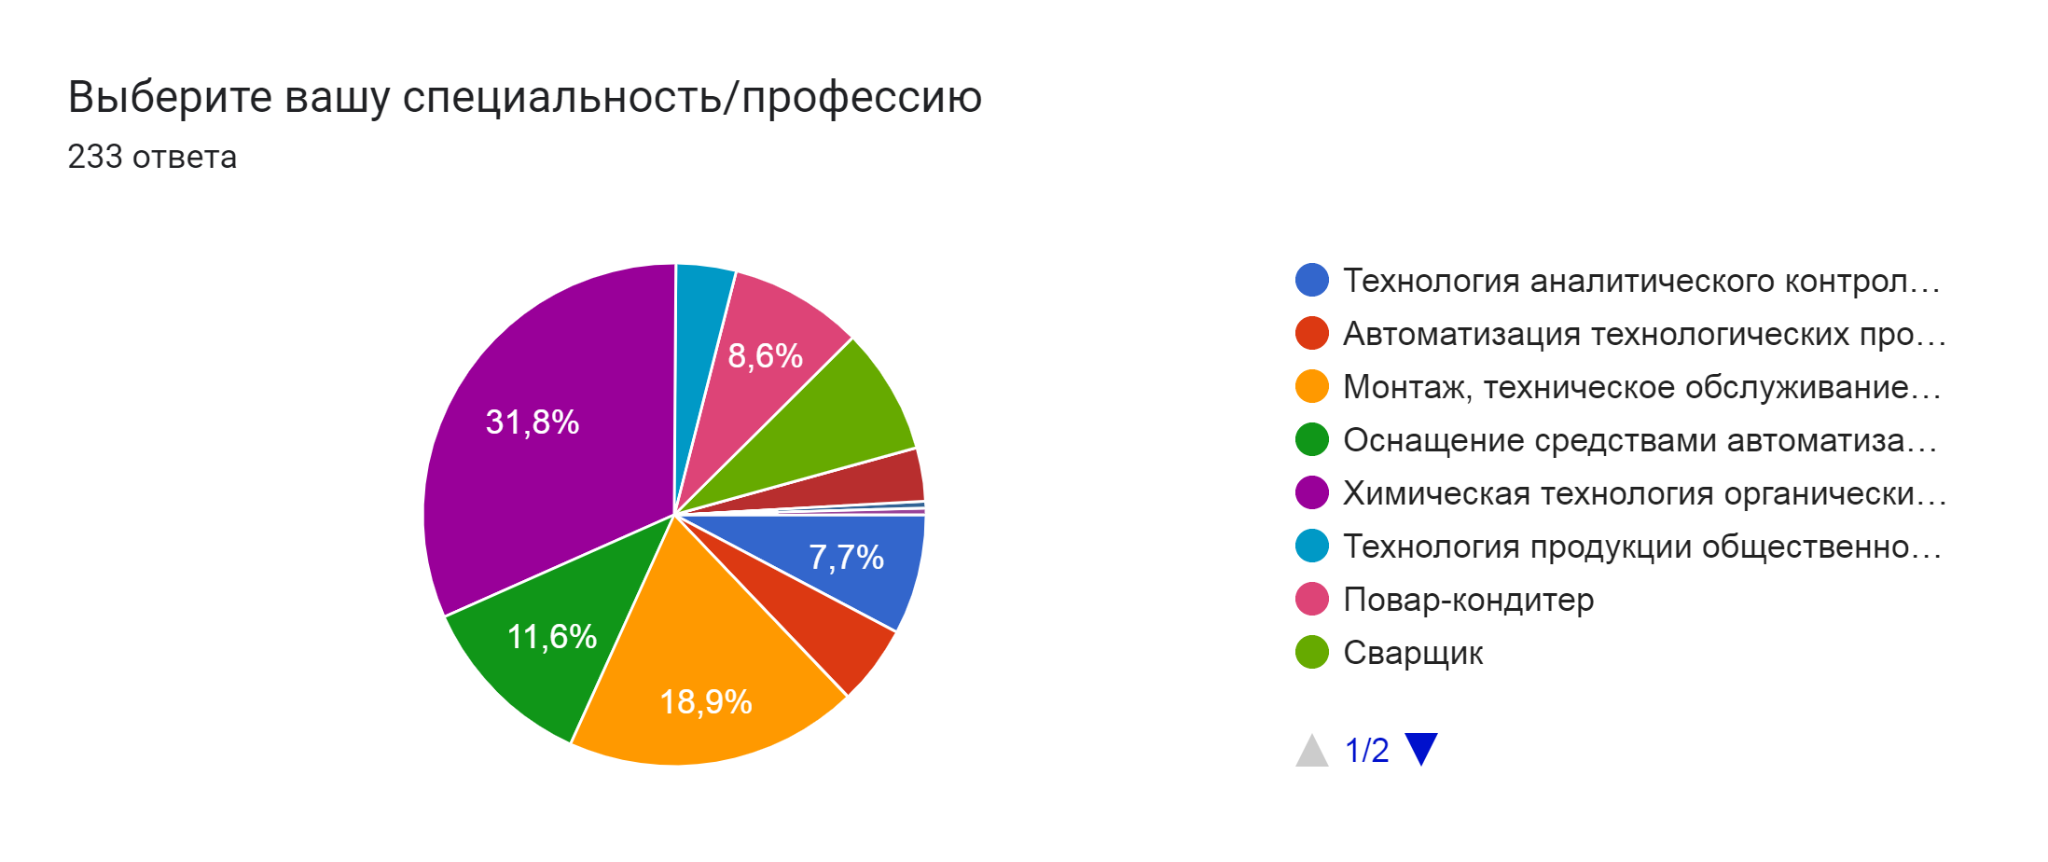 Выберите вашу специальность/профессию
233 ответа
31,8%
8,6%
7,7%
11,6%
18,9%
Технология аналитического контрол…
Автоматизация технологических про…
Монтаж, техническое обслуживание…
Оснащение средствами автоматиза…
Химическая технология органически…
Технология продукции общественно…
Повар-кондитер
Сварщик
1/2